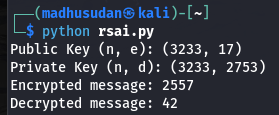 ┌──(madhusudan㉿kali)-[~]
└─$ python rsai.py
Public Key (n, e): (3233, 17)
Private Key (n, d): (3233, 2753)
Encrypted message: 2557
Decrypted message: 42